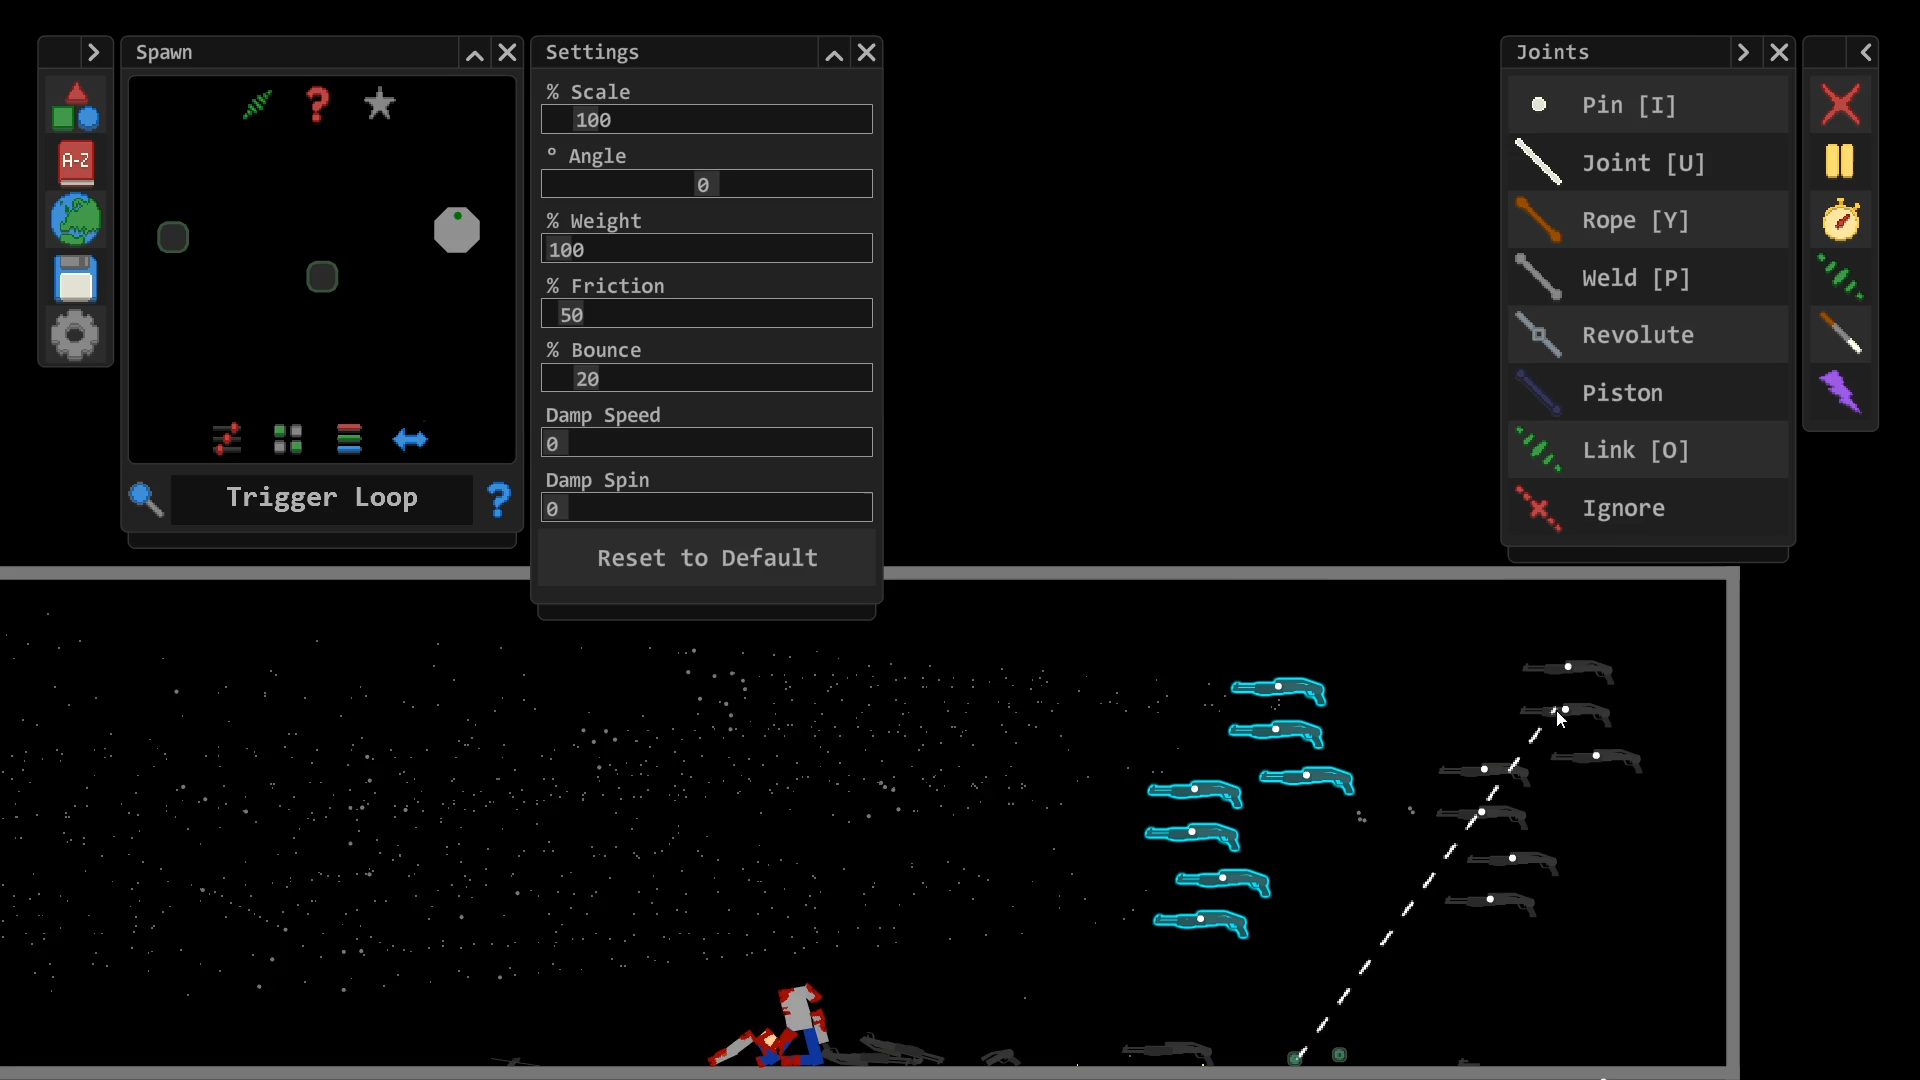 Spawn
A-Z
Trigger Loop
Settings
% Scale
100
° Angle
0
% Weight
100
% Friction
50
% Bounce
20
Damp Speed
0
Damp Spin
0
Reset to Default
Joints
Pin [I]
Joint [U]
Rope [Y]
Weld [P]
Revolute
Piston
Link [O]
Ignore